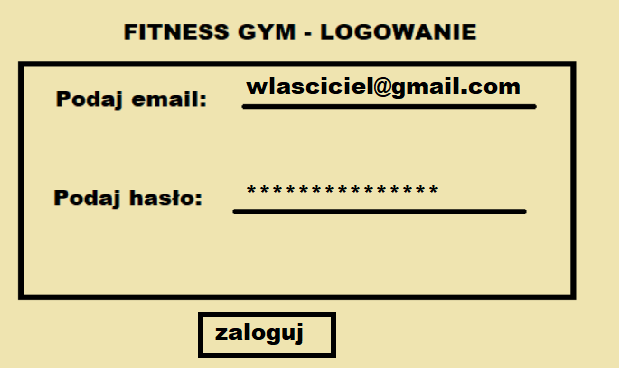 FITNESS GYM - LOGOWANIE
Podaj email: wlasciciel@gmail.com
Podaj hasło: ***************
zaloguj